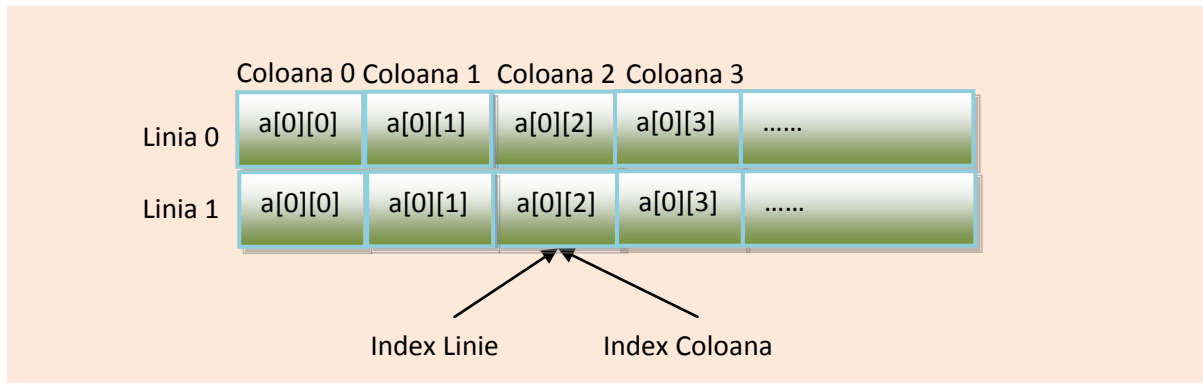 Coloana 0 Coloana 1 Coloana 2 Coloana 3
Linia 0 a[0][0] a[0][1] a[0][2] a[0][3] ......
Linia 1 a[0][0] a[0][1] a[0][2] a[0][3] ......
Index Linie Index Coloana